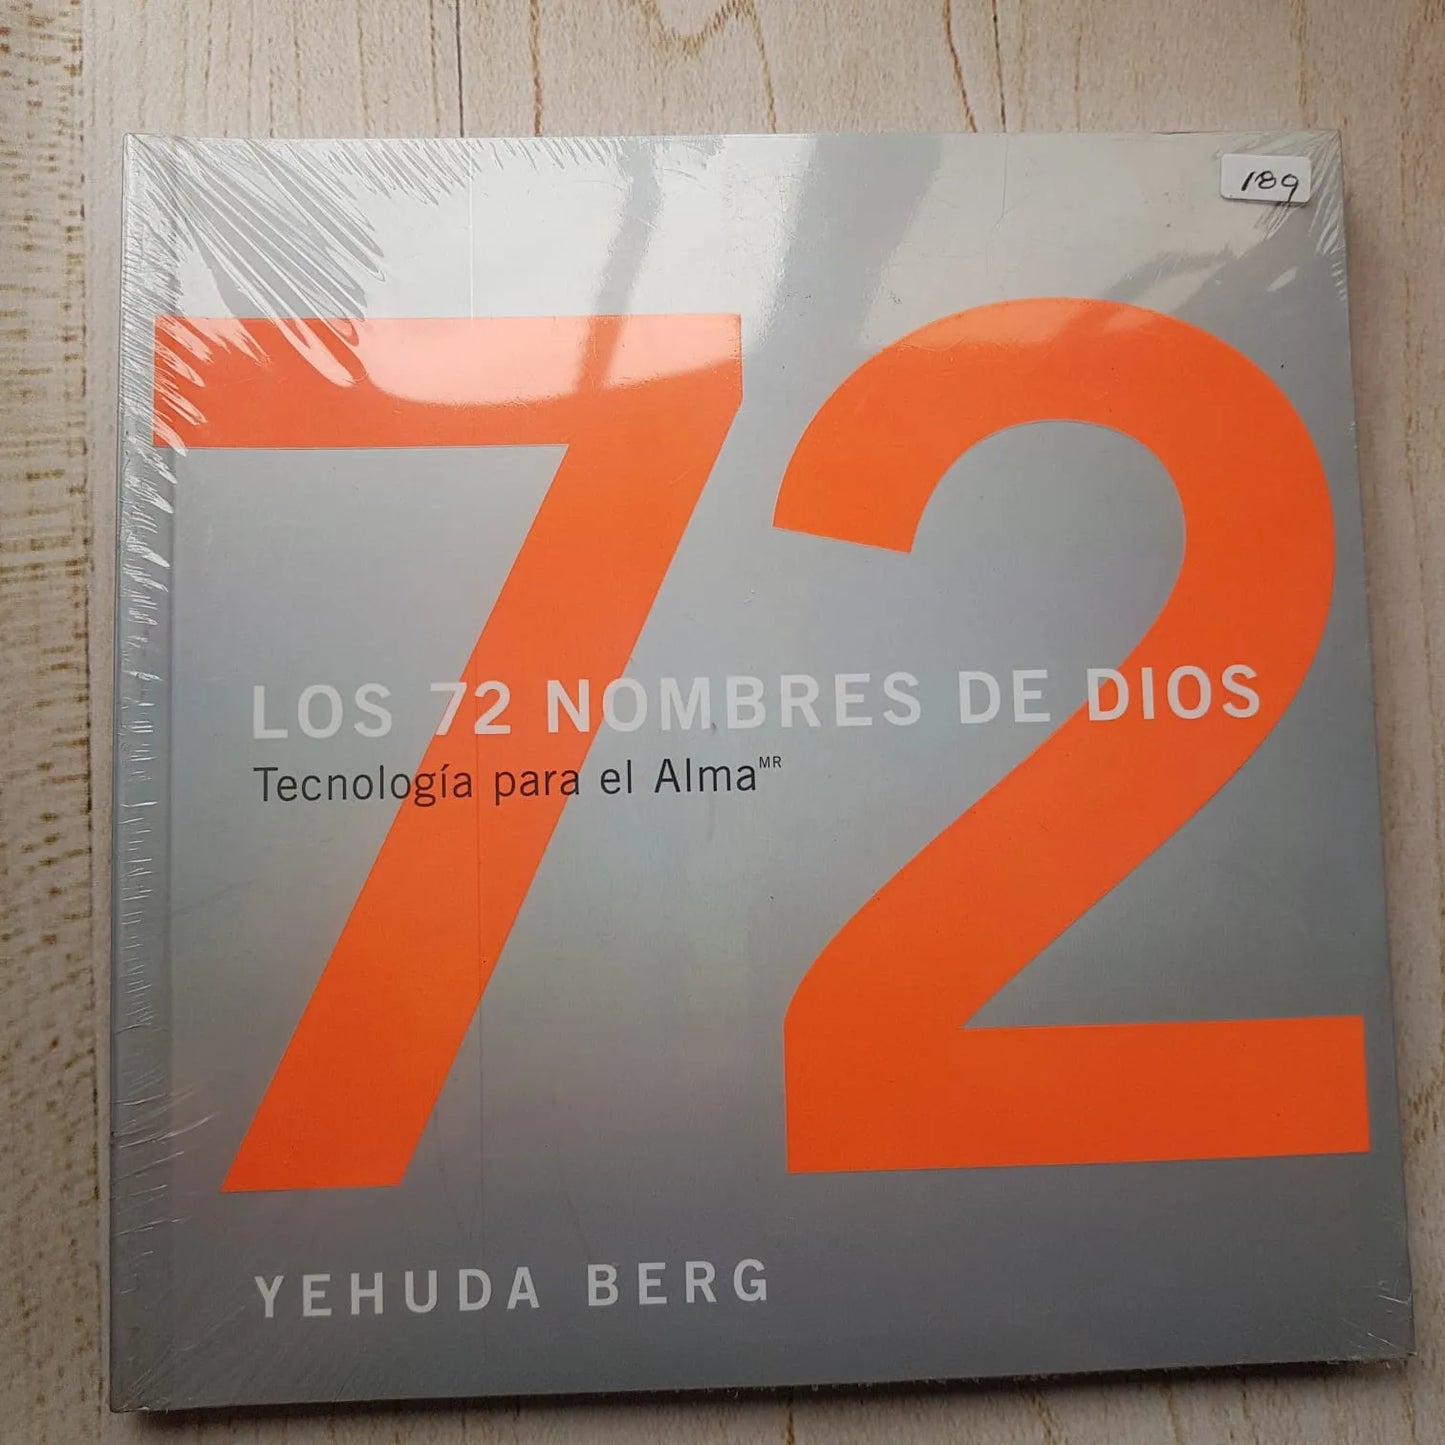 189
72
LOS 72 NOMBRES DE DIOS
Tecnología para el Alma MR
YEHUDA BERG